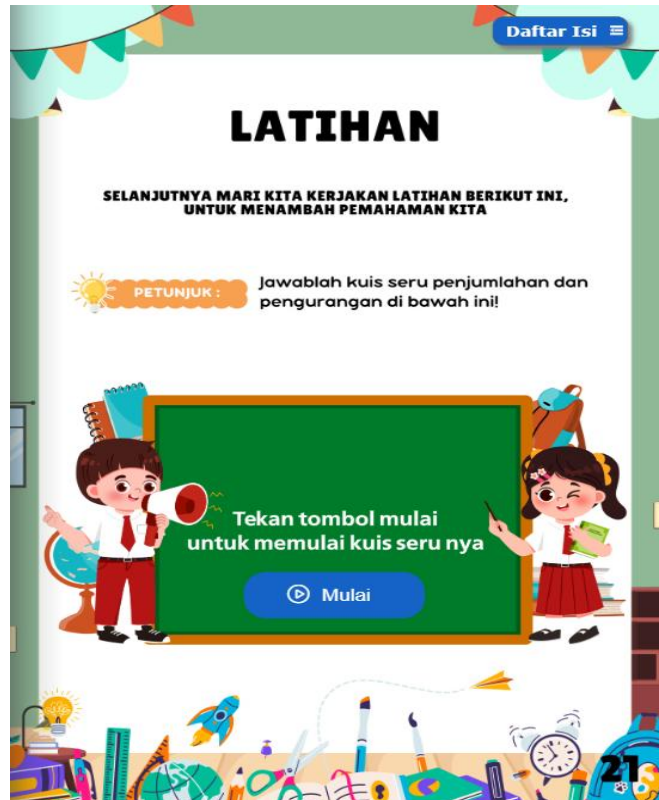 Daftar Isi
LATIHAN
SELANJUTNYA MARI KITA KERJAKAN LATIHAN BERIKUT INI,
UNTUK MENAMBAH PEMAHAMAN KITA
PETUNJUK :
Jawablah kuis seru penjumlahan dan
pengurangan di bawah ini!
Tekan tombol mulai
untuk memulai kuis seru nya
Mulai
21